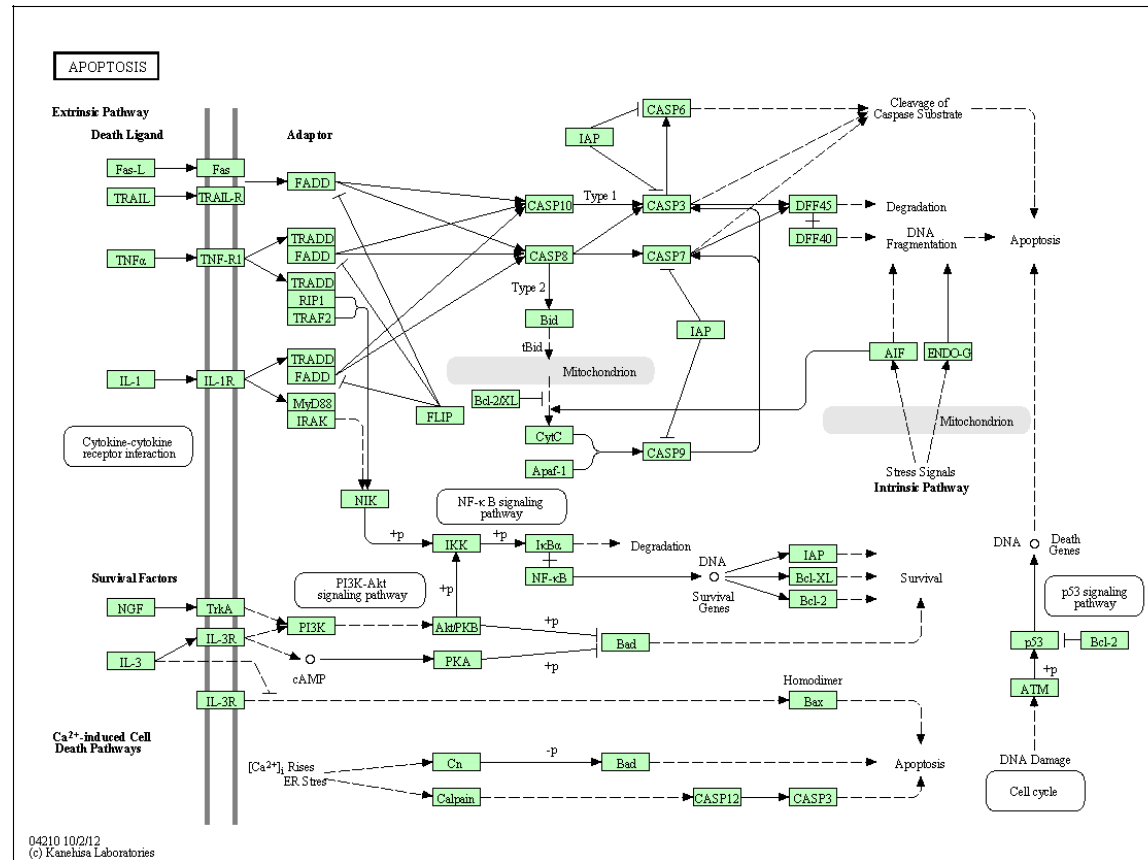 APOPTOSIS
Extrinsic Pathway
Death Ligand
Adaptor
Fas-L
Fas
FADD
TRAIL
TRAIL-R
CASP6
IAP
Cleavage of
Caspase Substrate
CASP10
Type 1
CASP3
DFF45
Degradation
TNFα
TNF-R1
TRADD
FADD
CASP8
CASP7
DFF40
DNA
Fragmentation
Apoptosis
TRADD
RIP1
TRAF2
Type 2
Bid
IAP
tBid
Mitochondrion
AIF
ENDO-G
IL-1
IL-1R
TRADD
FADD
MyD88
IRAK
FLIP
Bcl-2/XL
CytC
Apaf-1
CASP9
Mitochondrion
Stress Signals
Intrinsic Pathway
Cytokine-cytokine
receptor interaction
NIK
NF-κB signaling
pathway
+p
IKK
+p
IκBα
Degradation
NF-κB
DNA
Survival
Genes
IAP
Bcl-XL
Bcl-2
Survival
DNA
Death
Genes
Survival Factors
PI3K-Akt
signaling pathway
+p
p53 signaling
pathway
NGF
TrkA
PI3K
Akt/PKB
+p
Bad
IL-3
IL-3R
cAMP
PKA
+p
p53
Bcl-2
+p
ATM
IL-3R
Homodimer
Bax
DNA Damage
Cell cycle
Ca2+-induced Cell
Death Pathways
[Ca2+]i Rises
ER Stres
Cn
-p
Bad
Apoptosis
Calpain
CASP12
CASP3
04210 10/2/12
(c) Kanehisa Laboratories